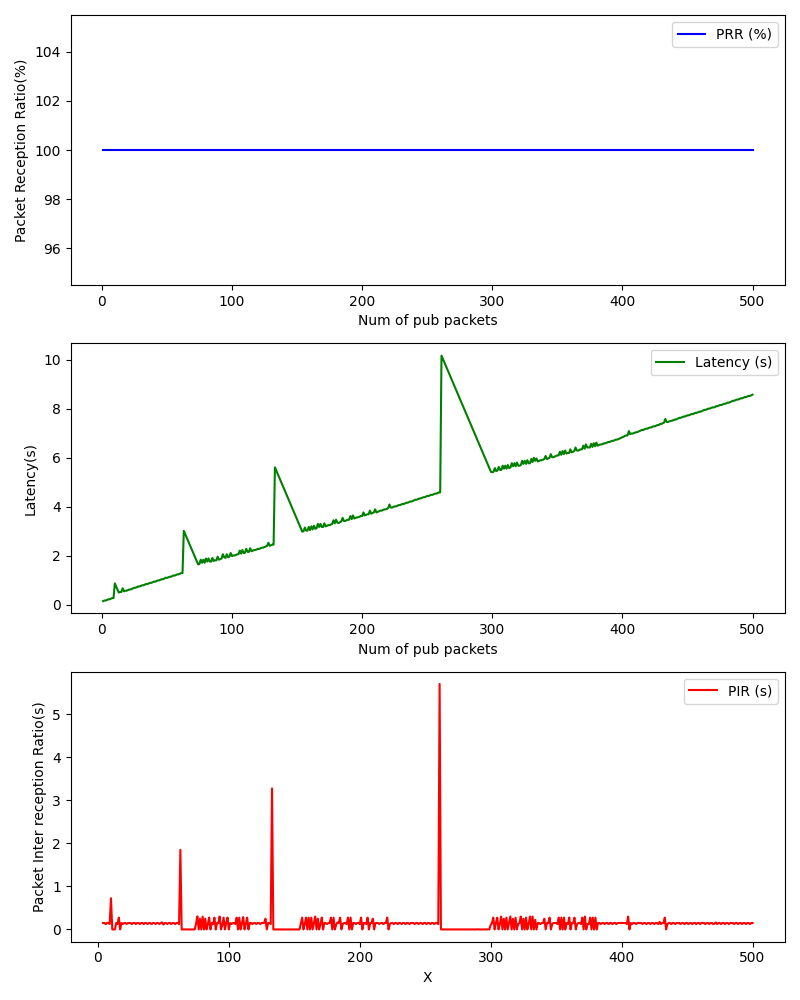 PRR (%)
104
102
100
98
96
Packet Reception Ratio(%)
0 100 200 300 400 500
Num of pub packets
Latency (s)
10
8
6
4
2
0
Latency(s)
0 100 200 300 400 500
Num of pub packets
PIR (s)
5
4
3
2
1
0
Packet Inter reception Ratio(s)
0 100 200 300 400 500
X